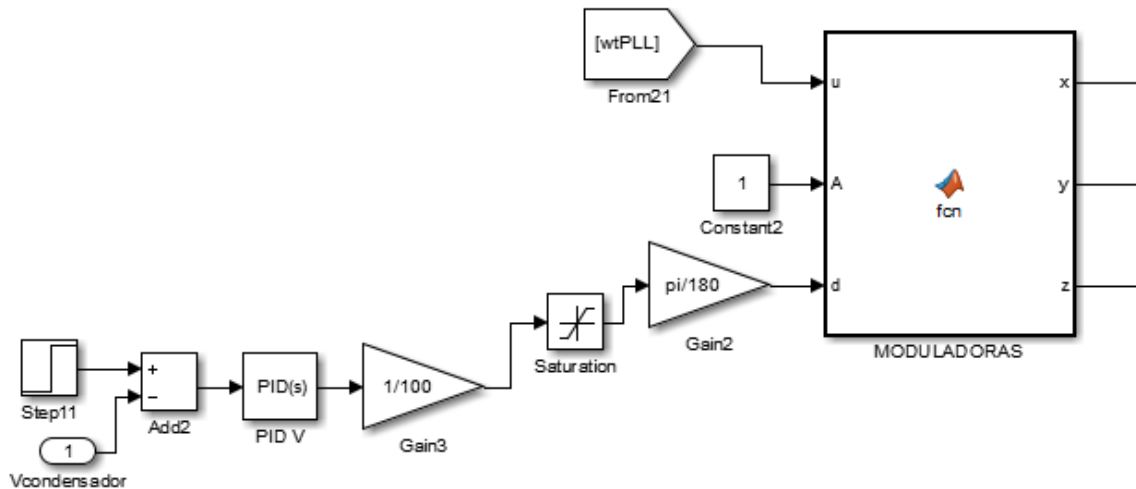 [wtPLL]
From21
u
x
1
A
y
fcn
Constant2
pi/180
d
z
Gain2
MODULADORAS
Saturation
+
−
Step11
Add2
PID(s)
PID V
1/100
Gain3
1
Vcondensador